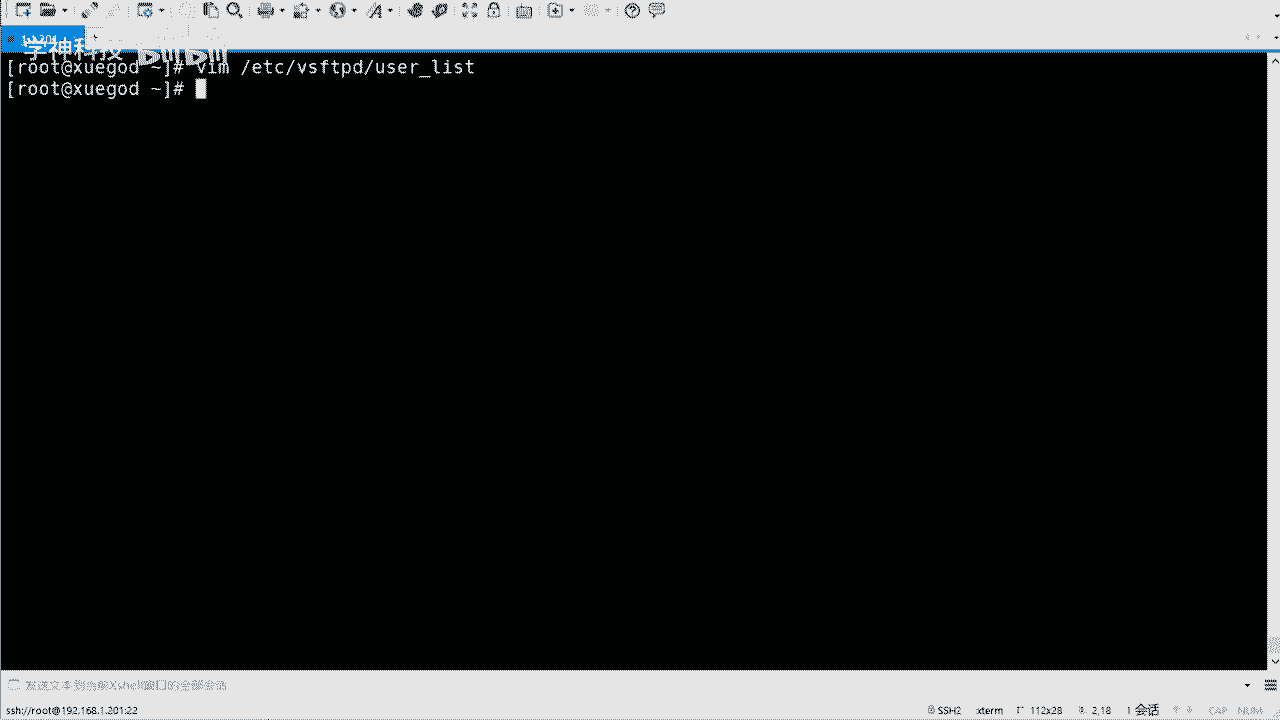 学神科技 bilibili
[root@xuegod ~]# vim /etc/vsftpd/user_list
[root@xuegod ~]#
发送文本到当前Xshell窗口的全部会话
ssh://root@192.168.1.201:22 SSH2 xterm 112x28 2,18 1 会话 CAP NUM